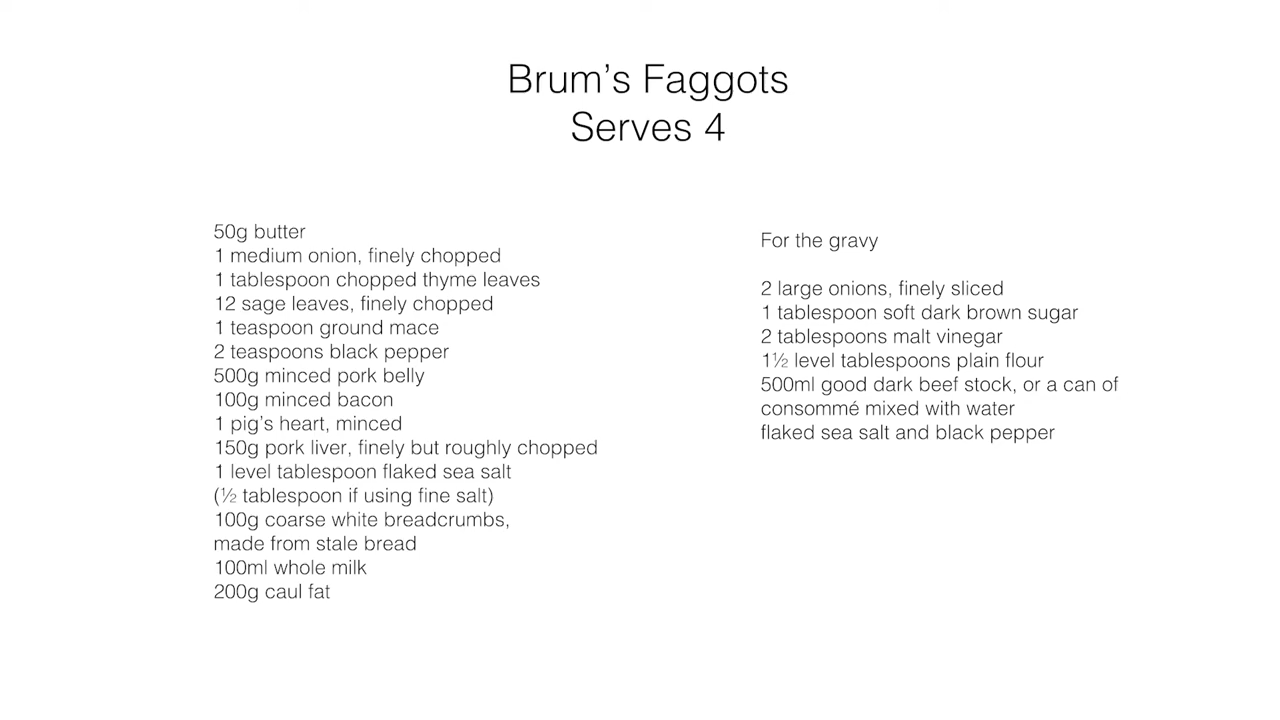 Brum's Faggots
Serves 4
50g butter
1 medium onion, finely chopped
1 tablespoon chopped thyme leaves
12 sage leaves, finely chopped
1 teaspoon ground mace
2 teaspoons black pepper
500g minced pork belly
100g minced bacon
1 pig's heart, minced
150g pork liver, finely but roughly chopped
1 level tablespoon flaked sea salt
(½ tablespoon if using fine salt)
100g coarse white breadcrumbs,
made from stale bread
100ml whole milk
200g caul fat
For the gravy
2 large onions, finely sliced
1 tablespoon soft dark brown sugar
2 tablespoons malt vinegar
1½ level tablespoons plain flour
500ml good dark beef stock, or a can of
consommé mixed with water
flaked sea salt and black pepper